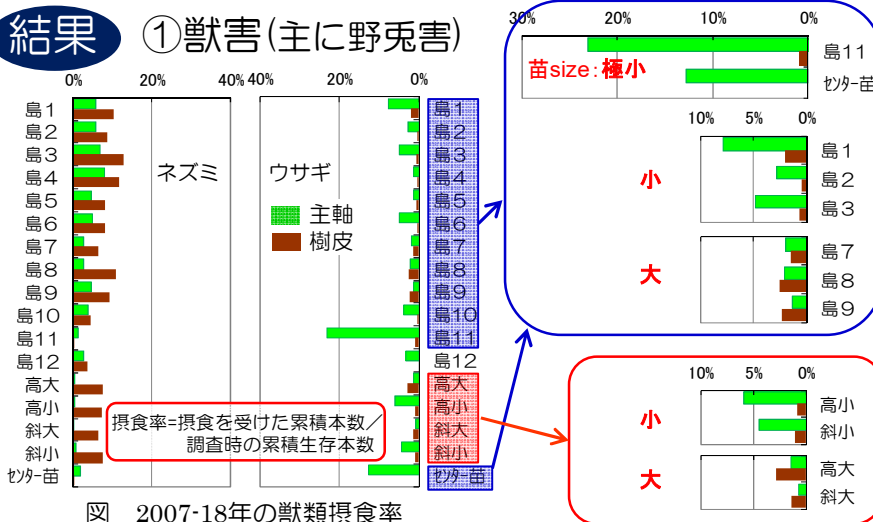 結果
①獣害(主に野兎害)
0%
20%
40%
40%
20%
0%
島1
島2
島3
島4
島5
島6
島7
島8
島9
島10
島11
島12
高大
高小
斜大
斜小
センター苗
ネズミ
ウサギ
主軸
樹皮
摂食率=摂食を受けた累積本数/
調査時の累積生存本数
島1
島2
島3
島4
島5
島6
島7
島8
島9
島10
島11
島12
高大
高小
斜大
斜小
センター苗
図 2007-18年の獣類摂食率
30%
20%
10%
0%
苗size:極小
島11
センター苗
10%
5%
0%
小
島1
島2
島3
大
島7
島8
島9
10%
5%
0%
10%
5%
0%
小
高小
斜小
大
高大
斜大
10%
5%
0%